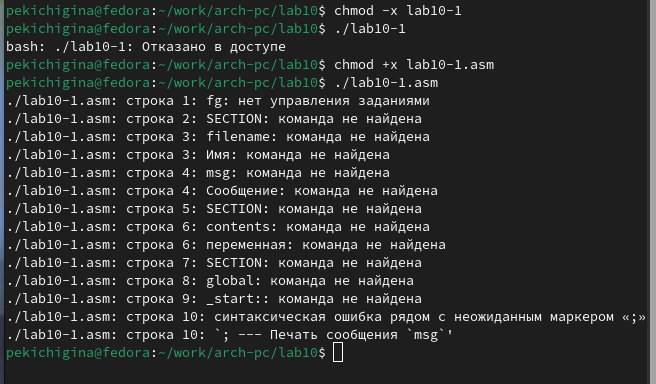 pekichigina@fedora:~/work/arch-pc/lab10$ chmod -x lab10-1
pekichigina@fedora:~/work/arch-pc/lab10$ ./lab10-1
bash: ./lab10-1: Отказано в доступе
pekichigina@fedora:~/work/arch-pc/lab10$ chmod +x lab10-1.asm
pekichigina@fedora:~/work/arch-pc/lab10$ ./lab10-1.asm
./lab10-1.asm: строка 1: fg: нет управления заданиями
./lab10-1.asm: строка 2: SECTION: команда не найдена
./lab10-1.asm: строка 3: filename: команда не найдена
./lab10-1.asm: строка 3: Имя: команда не найдена
./lab10-1.asm: строка 4: msg: команда не найдена
./lab10-1.asm: строка 4: Сообщение: команда не найдена
./lab10-1.asm: строка 5: SECTION: команда не найдена
./lab10-1.asm: строка 6: contents: команда не найдена
./lab10-1.asm: строка 6: переменная: команда не найдена
./lab10-1.asm: строка 7: SECTION: команда не найдена
./lab10-1.asm: строка 8: global: команда не найдена
./lab10-1.asm: строка 9: _start:: команда не найдена
./lab10-1.asm: строка 10: синтаксическая ошибка рядом с неожиданным маркером «;»
./lab10-1.asm: строка 10: `; --- Печать сообщения `msg`'
pekichigina@fedora:~/work/arch-pc/lab10$